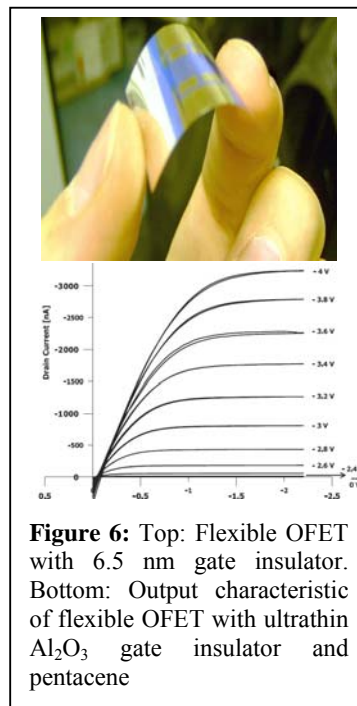 Drain Current [nA]
-3000
-2500
-2000
-1500
-1000
-500
0
0.5
0
-0.5
-1
-1.5
-2
-2.5
- 4 V
- 3.8 V
- 3.6 V
- 3.4 V
- 3.2 V
- 3 V
- 2.8 V
- 2.6 V
- 2,4
Figure 6: Top: Flexible OFET
with 6.5 nm gate insulator.
Bottom: Output characteristic
of flexible OFET with ultrathin
Al₂O₃ gate insulator and
pentacene